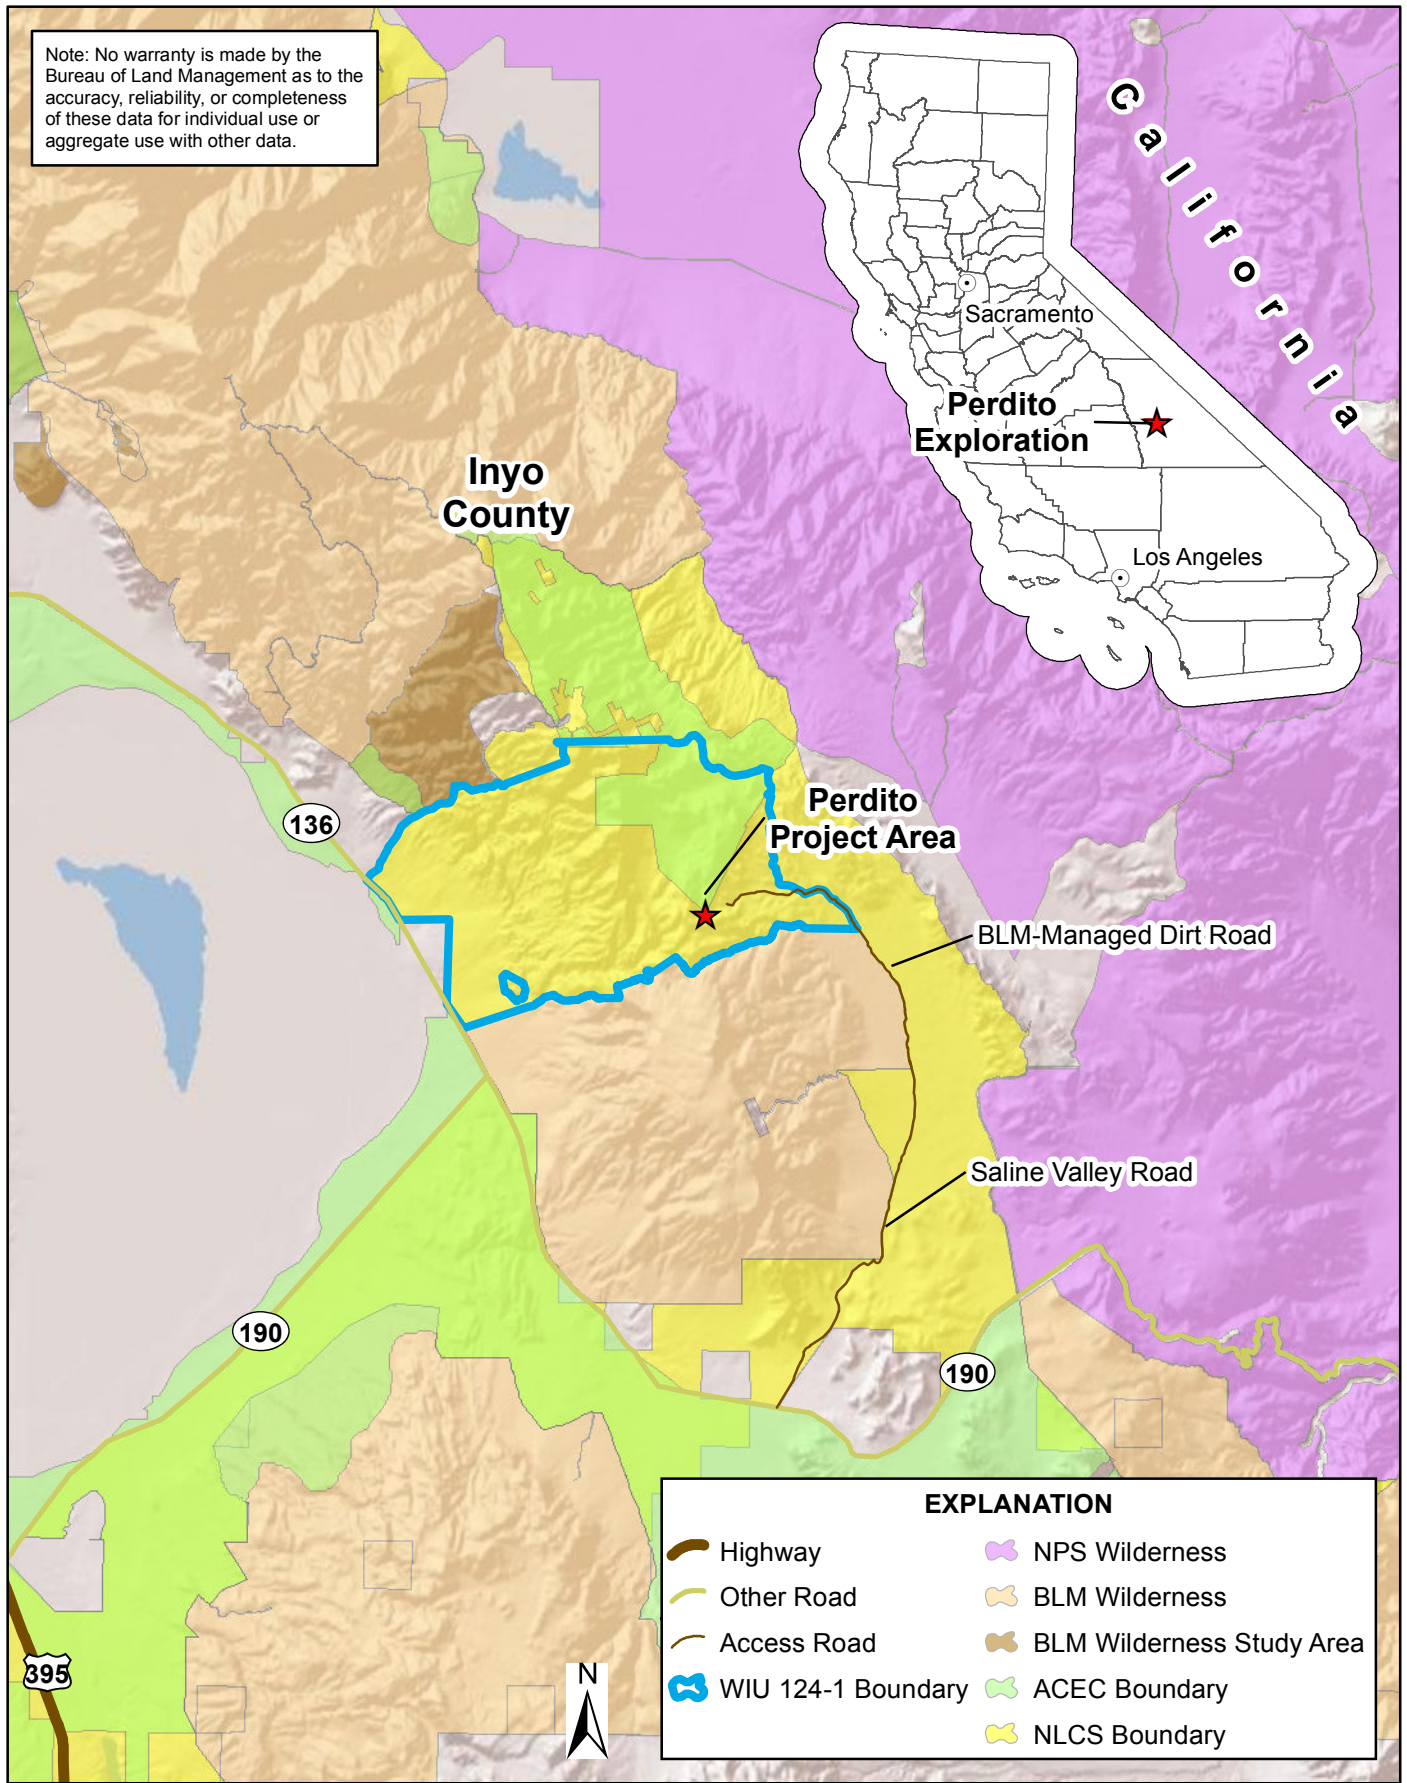 Note: No warranty is made by the
Bureau of Land Management as to the
accuracy, reliability, or completeness
of these data for individual use or
aggregate use with other data.
California
Sacramento
Perdito
Exploration
Los Angeles
Inyo
County
Perdito
Project Area
136
BLM-Managed Dirt Road
Saline Valley Road
190
190
395
N
EXPLANATION
Highway
Other Road
Access Road
WIU 124-1 Boundary
NPS Wilderness
BLM Wilderness
BLM Wilderness Study Area
ACEC Boundary
NLCS Boundary